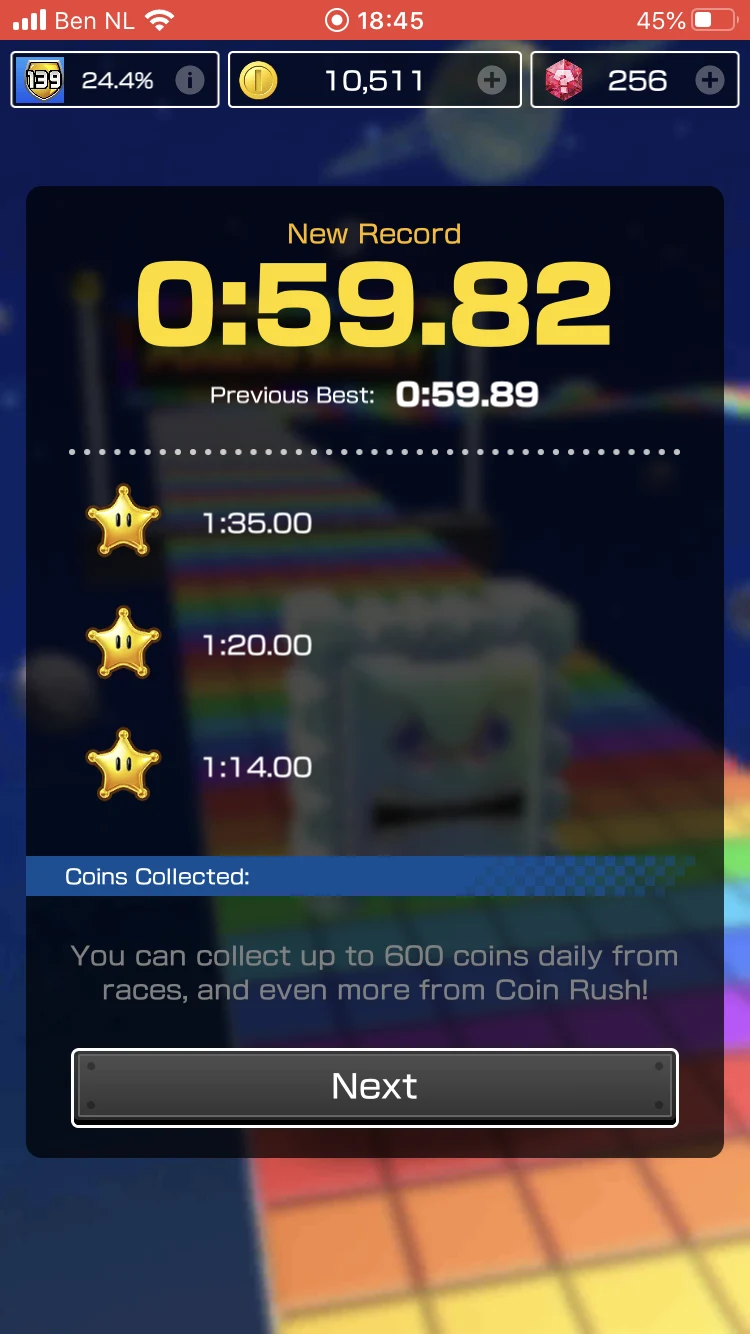 Ben NL 18:45 45%
139 24.4% i 10,511 + 256 +
New Record
0:59.82
Previous Best: 0:59.89
1:35.00
1:20.00
1:14.00
Coins Collected:
You can collect up to 600 coins daily from
races, and even more from Coin Rush!
Next